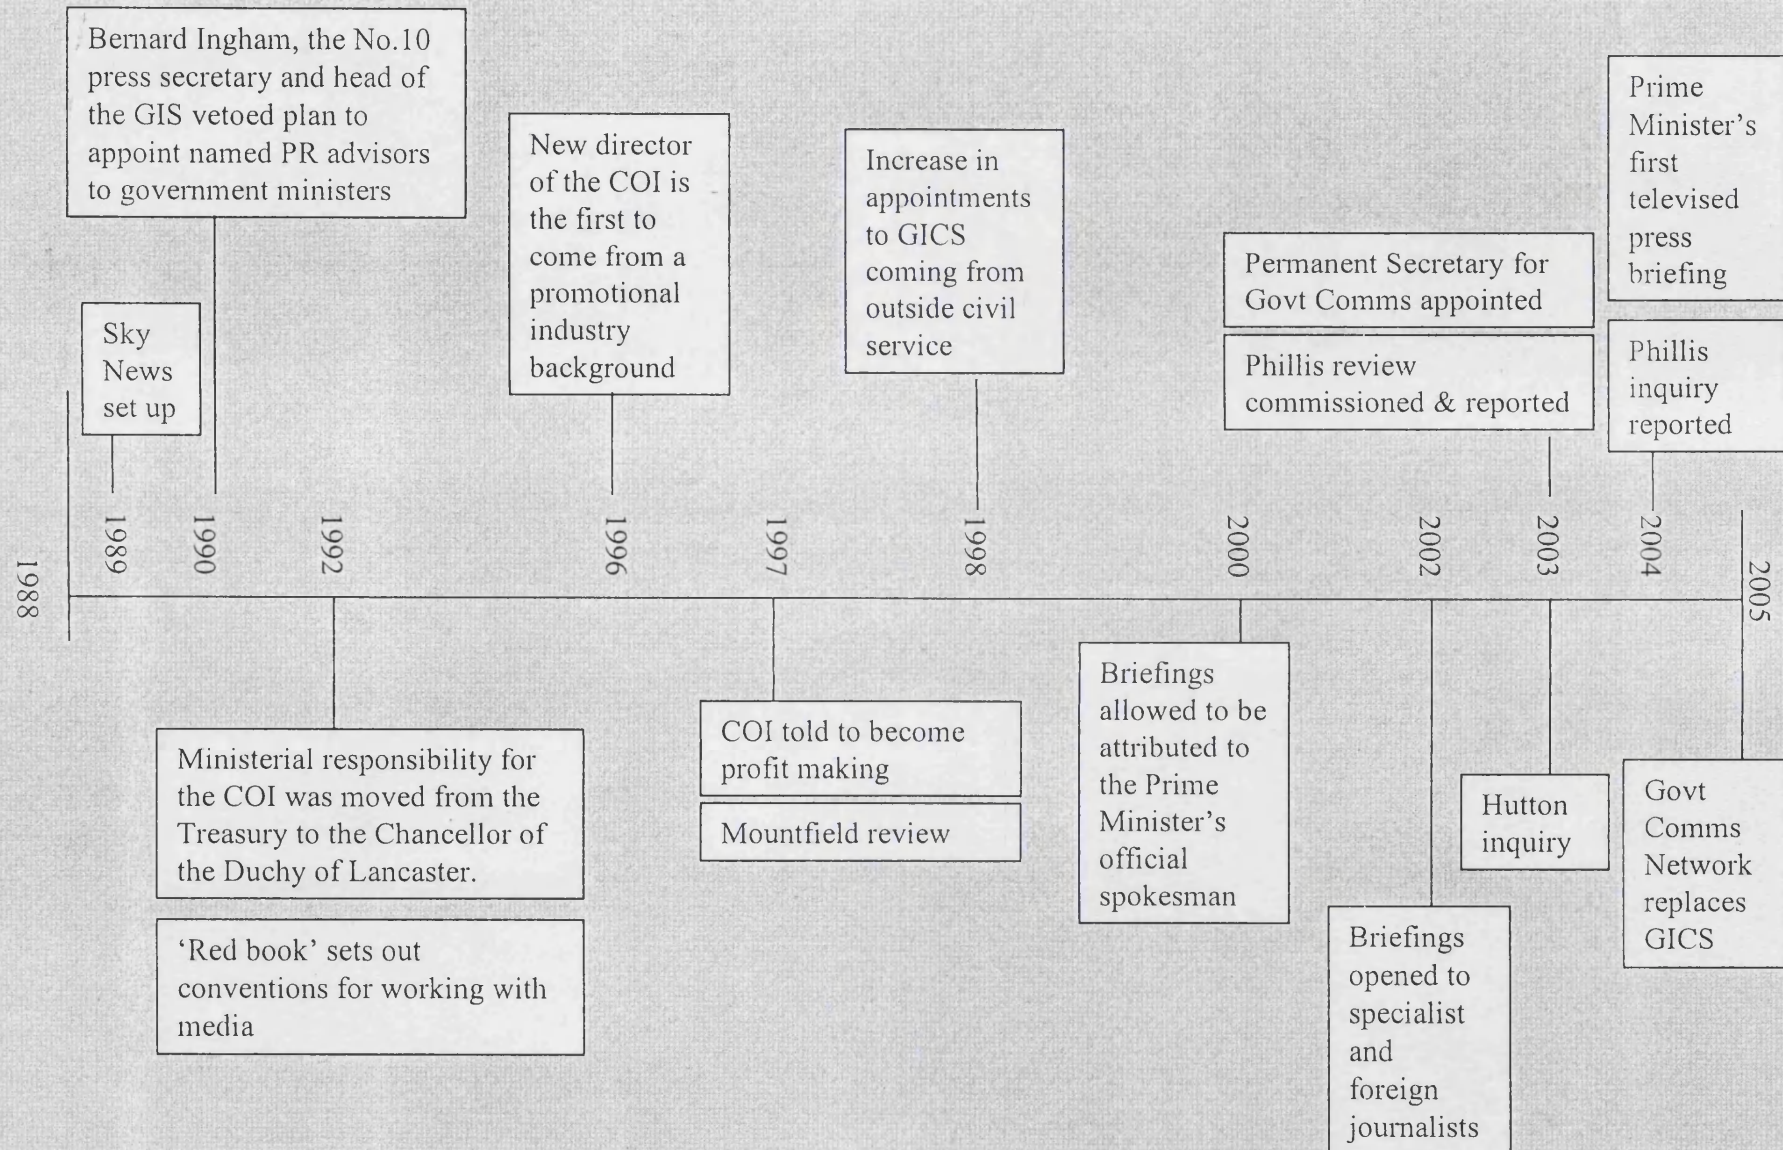 Bernard Ingham, the No.10
press secretary and head of
the GIS vetoed plan to
appoint named PR advisors
to government ministers
Sky
News
set up
New director
of the COI is
the first to
come from a
promotional
industry
background
Increase in
appointments
to GICS
coming from
outside civil
service
Permanent Secretary for
Govt Comms appointed
Phillis review
commissioned & reported
Prime
Minister’s
first
televised
press
briefing
Phillis
inquiry
reported
1988
1989
1990
1992
1996
1997
1998
2000
2002
2003
2004
2005
Ministerial responsibility for
the COI was moved from the
Treasury to the Chancellor of
the Duchy of Lancaster.
‘Red book’ sets out
conventions for working with
media
COI told to become
profit making
Mountfield review
Briefings
allowed to be
attributed to
the Prime
Minister’s
official
spokesman
Briefings
opened to
specialist
and
foreign
journalists
Hutton
inquiry
Govt
Comms
Network
replaces
GICS